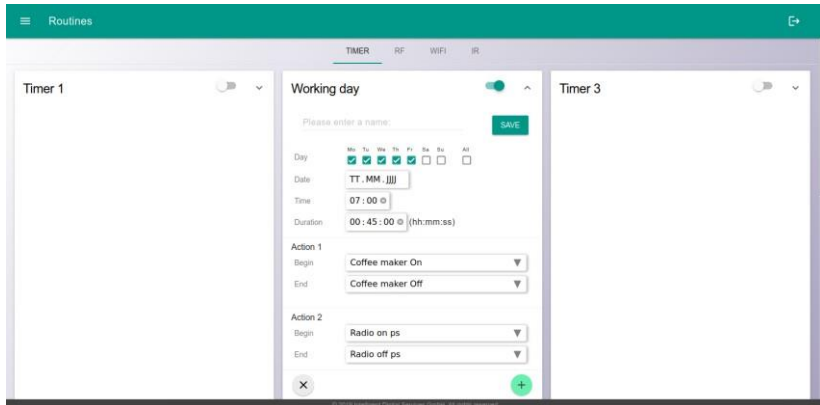 Routines
TIMER RF WIFI IR
Timer 1
Working day
Please enter a name:
SAVE
Mo Tu We Th Fr Sa Su All
Day
Date TT.MM.JJJJ
Time 07:00
Duration 00:45:00 (hh:mm:ss)
Action 1
Begin Coffee maker On
End Coffee maker Off
Action 2
Begin Radio on ps
End Radio off ps
Timer 3